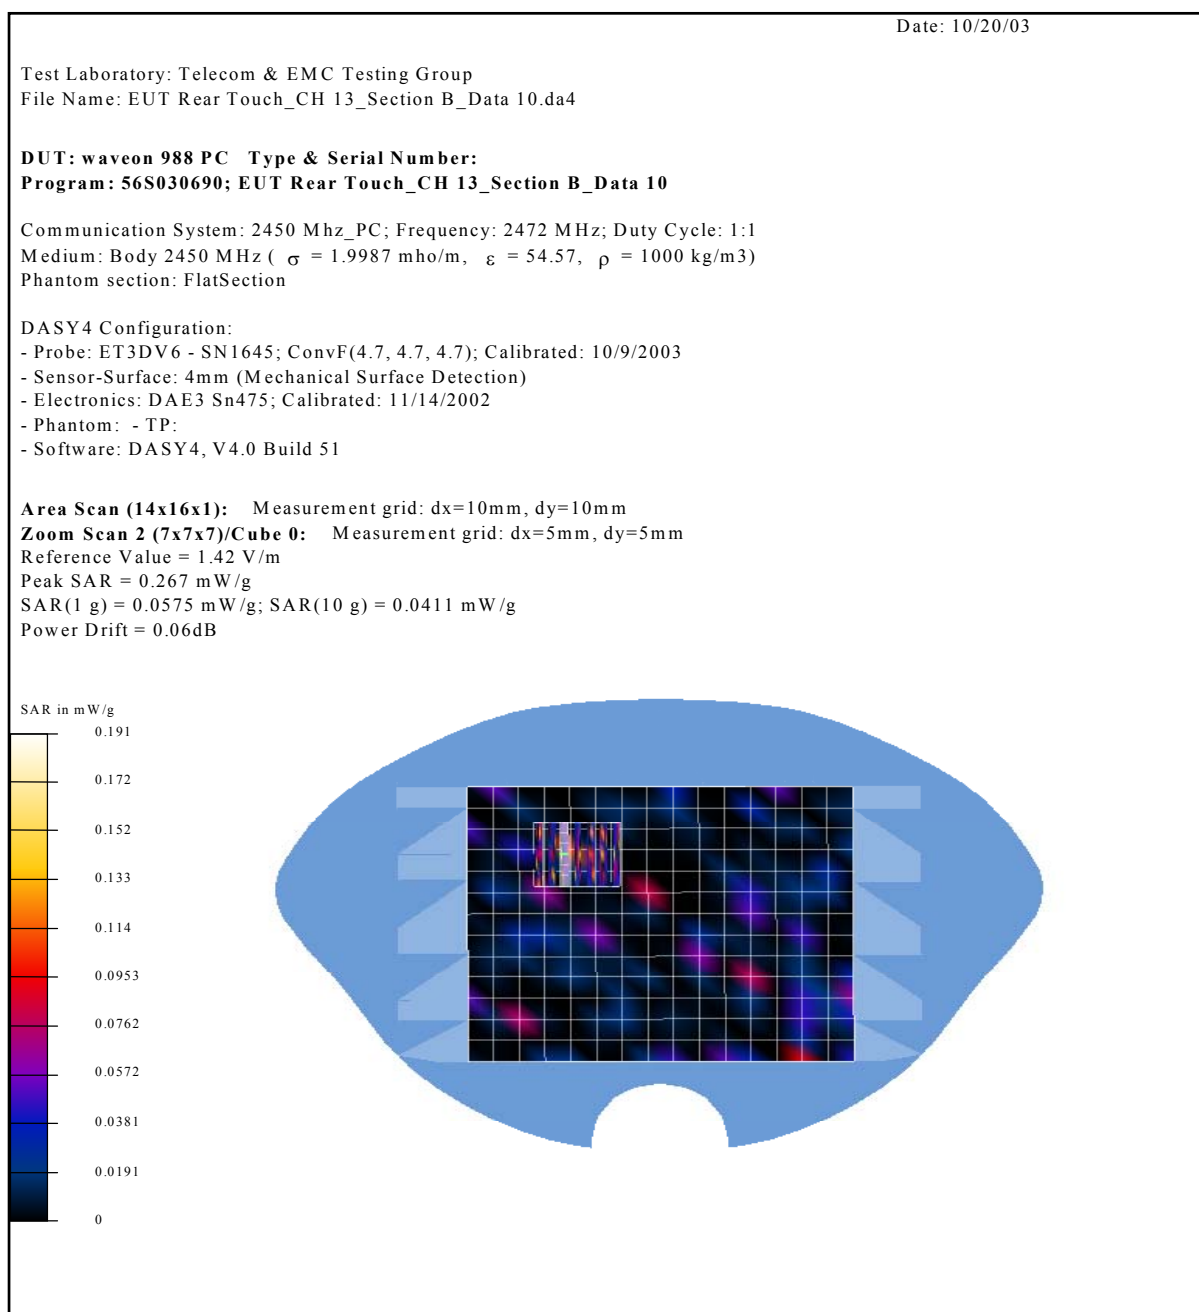 Date: 10/20/03
Test Laboratory: Telecom & EMC Testing Group
File Name: EUT Rear Touch_CH 13_Section B_Data 10.da4
DUT: waveon 988 PC Type & Serial Number:
Program: 56S030690; EUT Rear Touch_CH 13_Section B_Data 10
Communication System: 2450 Mhz_PC; Frequency: 2472 MHz; Duty Cycle: 1:1
Medium: Body 2450 MHz ( σ = 1.9987 mho/m, ε = 54.57, ρ = 1000 kg/m3)
Phantom section: FlatSection
DASY4 Configuration:
- Probe: ET3DV6 - SN1645; ConvF(4.7, 4.7, 4.7); Calibrated: 10/9/2003
- Sensor-Surface: 4mm (Mechanical Surface Detection)
- Electronics: DAE3 Sn475; Calibrated: 11/14/2002
- Phantom: - TP:
- Software: DASY4, V4.0 Build 51
Area Scan (14x16x1): Measurement grid: dx=10mm, dy=10mm
Zoom Scan 2 (7x7x7)/Cube 0: Measurement grid: dx=5mm, dy=5mm
Reference Value = 1.42 V/m
Peak SAR = 0.267 mW/g
SAR(1 g) = 0.0575 mW/g; SAR(10 g) = 0.0411 mW/g
Power Drift = 0.06dB
SAR in mW/g
0.191
0.172
0.152
0.133
0.114
0.0953
0.0762
0.0572
0.0381
0.0191
0